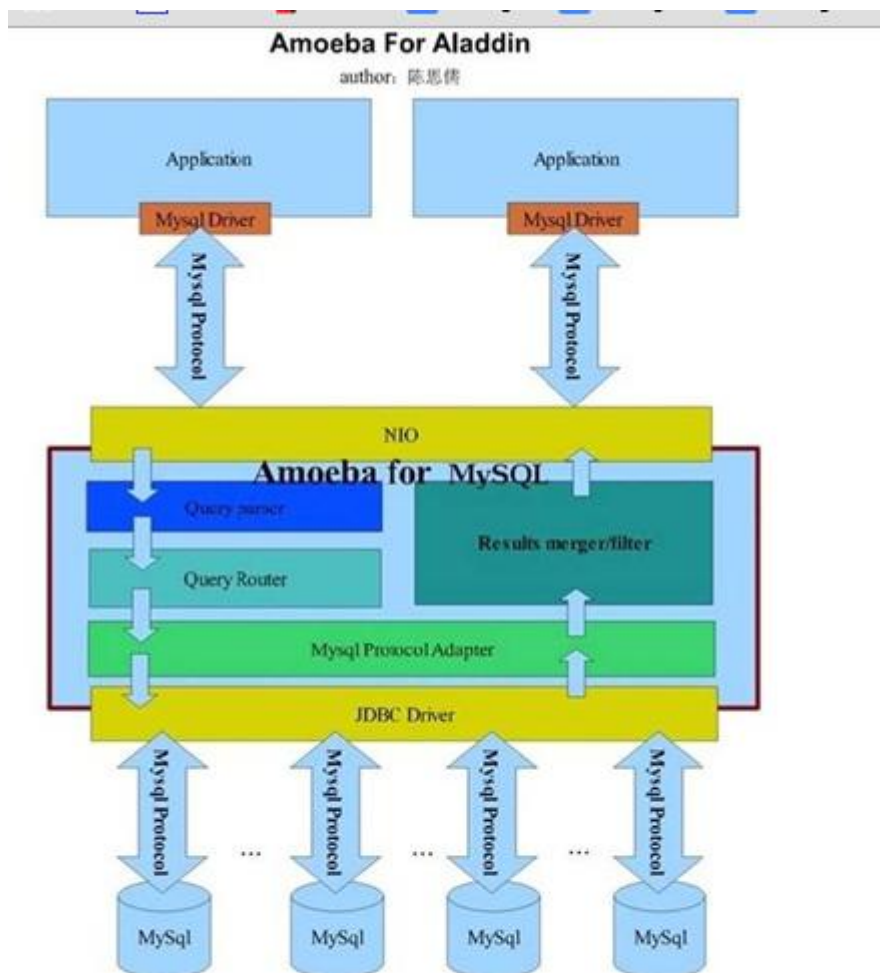 Amoeba For Aladdin
author: 陈思儒
Application
Application
Mysql Driver
Mysql Driver
Mysql Protocol
Mysql Protocol
NIO
Amoeba for MySQL
Query parser
Results merger/filter
Query Router
Mysql Protocol Adapter
JDBC Driver
Mysql Protocol
Mysql Protocol
Mysql Protocol
Mysql Protocol
...
...
...
MySql
MySql
MySql
MySql